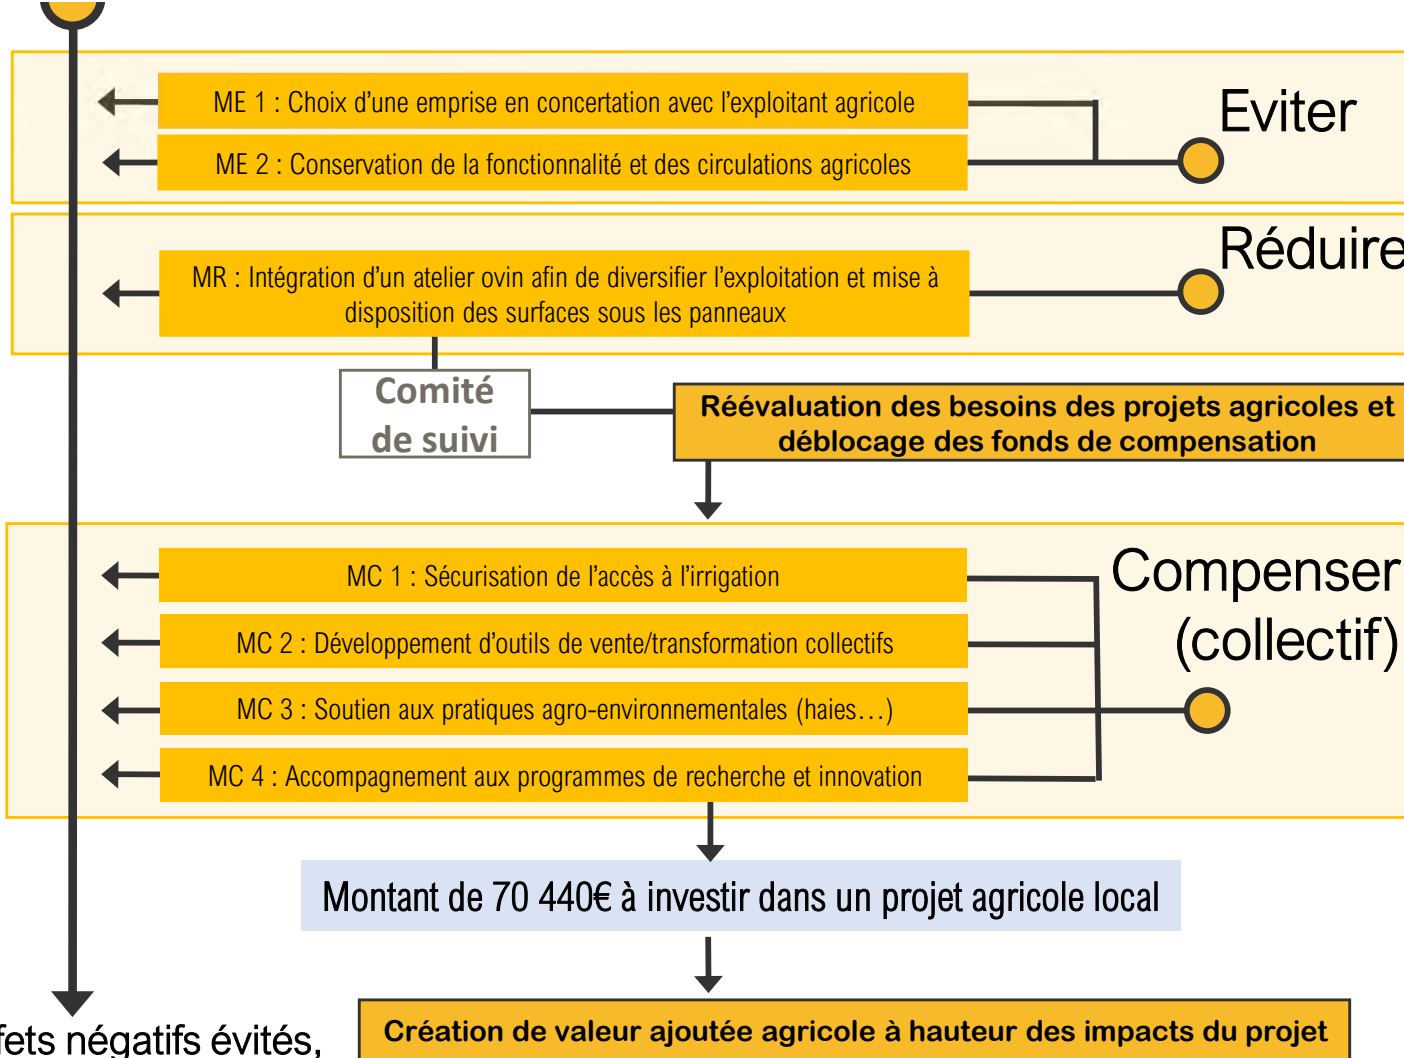 ME 1 : Choix d’une emprise en concertation avec l’exploitant agricole
Eviter
ME 2 : Conservation de la fonctionnalité et des circulations agricoles
Réduire
MR : Intégration d’un atelier ovin afin de diversifier l’exploitation et mise à
disposition des surfaces sous les panneaux
Comité
de suivi
Réévaluation des besoins des projets agricoles et
déblocage des fonds de compensation
Compenser
(collectif)
MC 1 : Sécurisation de l’accès à l’irrigation
MC 2 : Développement d’outils de vente/transformation collectifs
MC 3 : Soutien aux pratiques agro-environnementales (haies…)
MC 4 : Accompagnement aux programmes de recherche et innovation
Montant de 70 440€ à investir dans un projet agricole local
négatifs évités,
Création de valeur ajoutée agricole à hauteur des impacts du projet